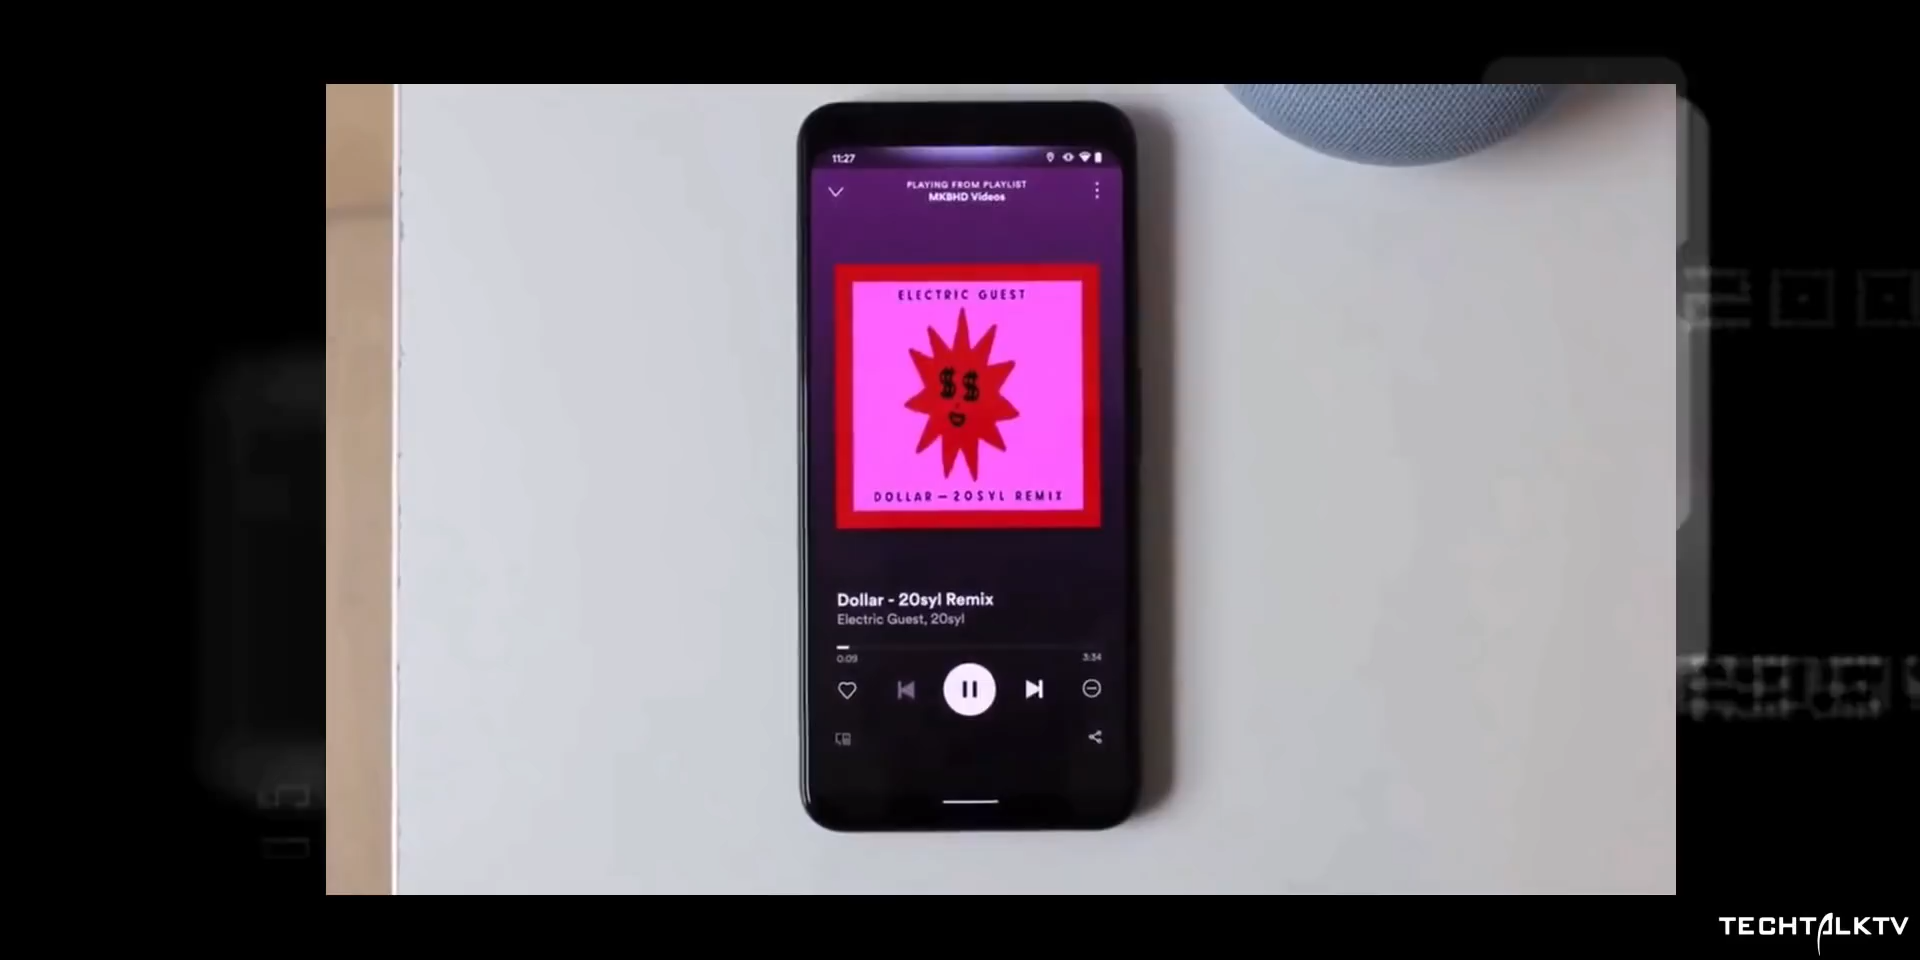 11:27
PLAYING FROM PLAYLIST
MKBHD Videos
ELECTRIC GUEST
$ $
DOLLAR — 20SYL REMIX
Dollar - 20syl Remix
Electric Guest, 20syl
0:09
3:34
TECHTALKTV